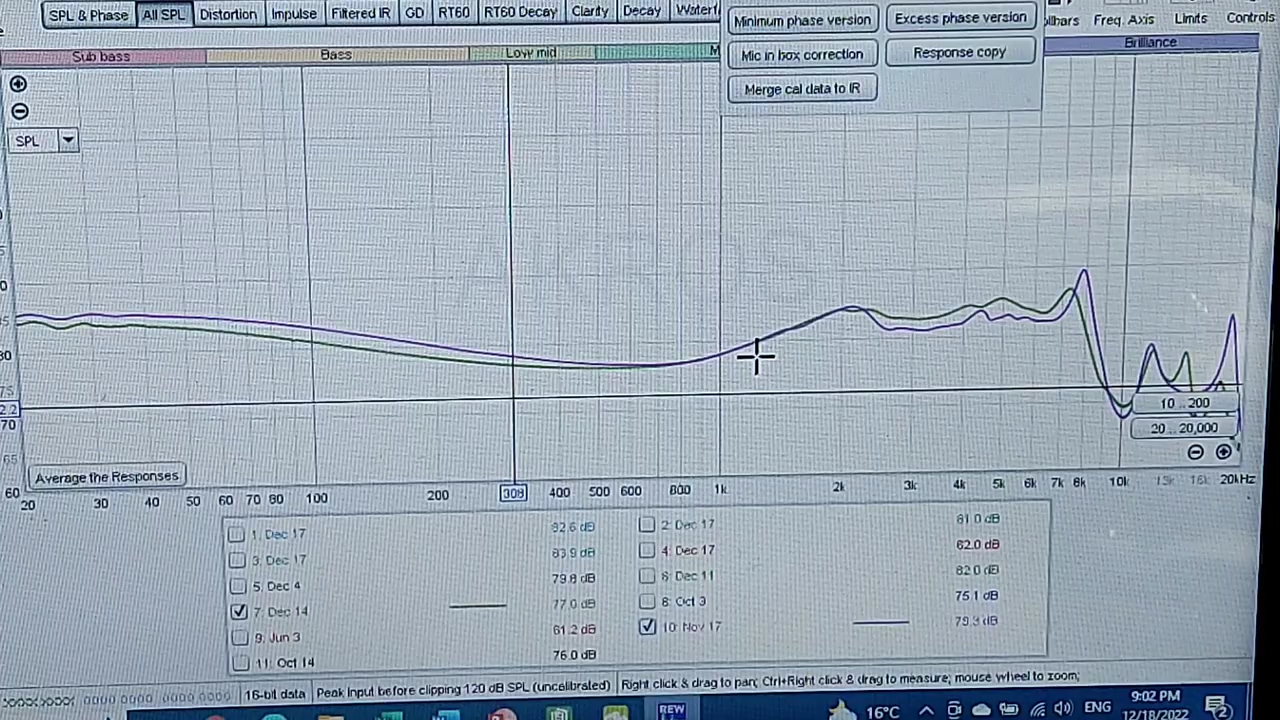 SPL & Phase All SPL Distortion Impulse Filtered IR GD RT60 RT60 Decay Clarity Decay
Minimum phase version Excess phase version
Freq. Axis Limits Controls
Mic in box correction Response copy
Merge cal data to IR
Sub bass Bass Low mid Brilliance
SPL
80
75
70
65
60
10 .. 200
20 .. 20,000
Average the Responses
20 30 40 50 60 70 80 100 200 308 400 500 600 800 1k 2k 3k 4k 5k 6k 7k 8k 10k 13k 16k 20kHz
1: Dec 17 82.6 dB 2: Dec 17 81.0 dB
3: Dec 17 83.9 dB 4: Dec 17 62.0 dB
5: Dec 4 79.8 dB 6: Dec 11 82.0 dB
7: Dec 14 77.0 dB 8: Oct 3 75.1 dB
9: Jun 3 61.2 dB 10: Nov 17 79.3 dB
11: Oct 14 76.0 dB
16-bit data Peak input before clipping 120 dB SPL (uncalibrated) Right click & drag to pan; Ctrl+Right click & drag to measure; mouse wheel to zoom;
REW 16°C ENG 9:02 PM
12/18/2022 2